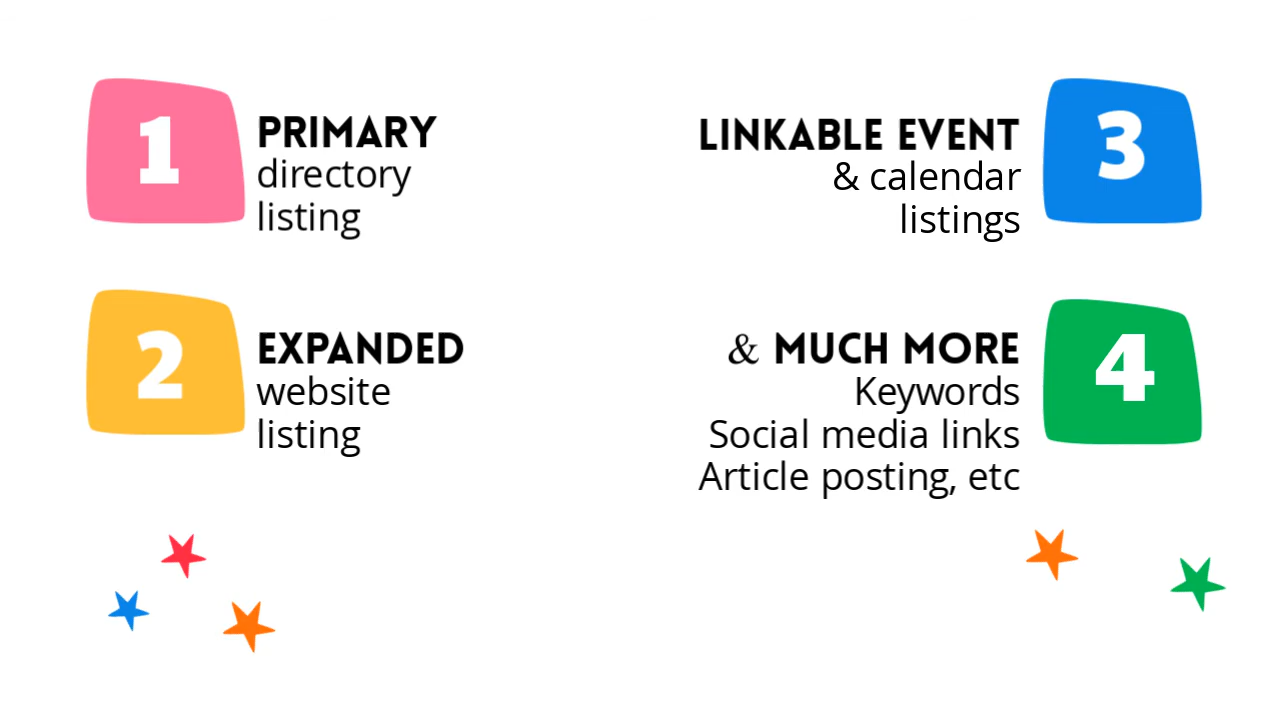 1
PRIMARY
directory
listing
2
EXPANDED
website
listing
3
LINKABLE EVENT
& calendar
listings
4
& MUCH MORE
Keywords
Social media links
Article posting, etc